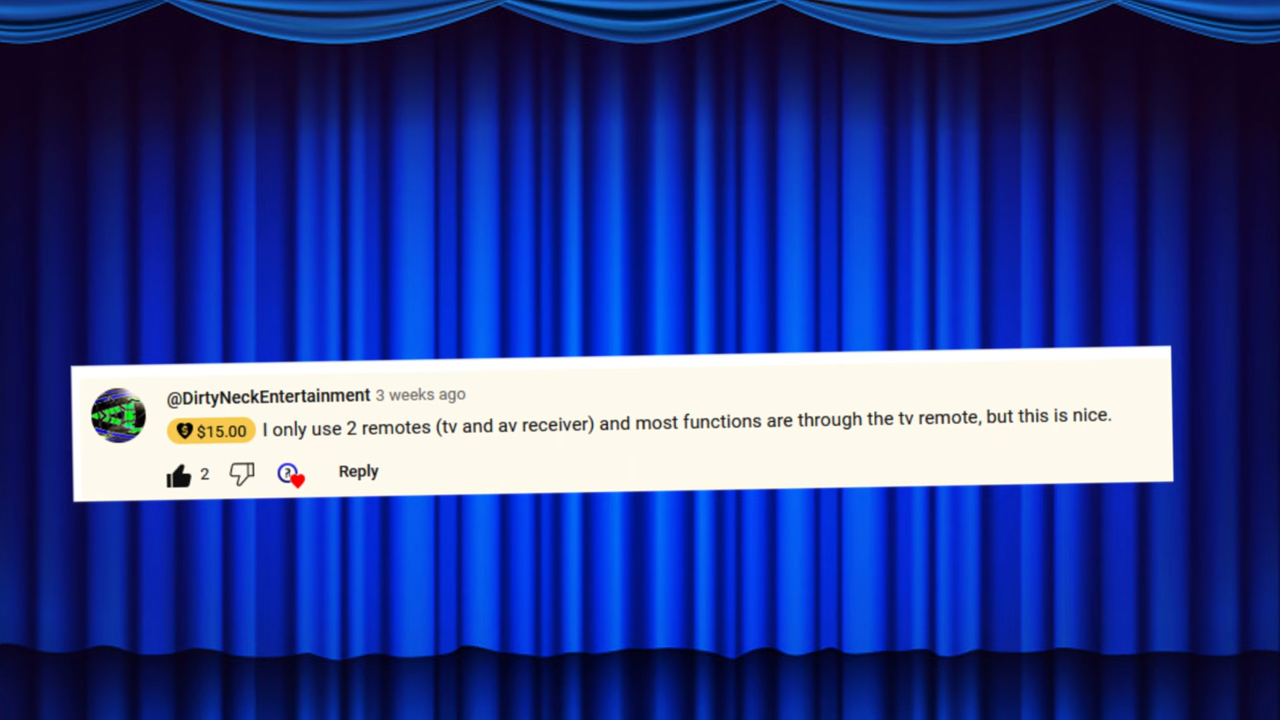 @DirtyNeckEntertainment 3 weeks ago
$15.00 I only use 2 remotes (tv and av receiver) and most functions are through the tv remote, but this is nice.
2 Reply